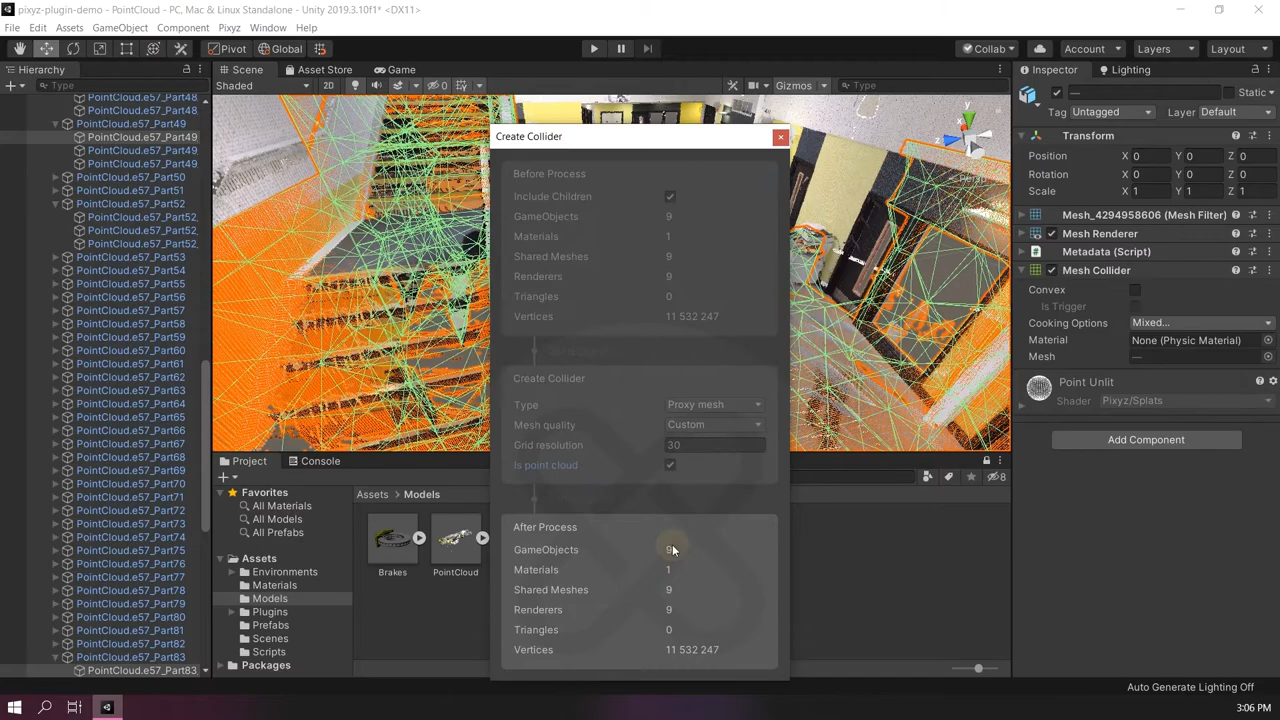 pixyz-plugin-demo - PointCloud - PC, Mac & Linux Standalone - Unity 2019.3.10f1* <DX11>
File Edit Assets GameObject Component Pixyz Window Help
Pivot Global Collab Account Layers Layout
Hierarchy
Type
PointCloud.e57_Part48
PointCloud.e57_Part48
PointCloud.e57_Part49
PointCloud.e57_Part49
PointCloud.e57_Part49
PointCloud.e57_Part49
PointCloud.e57_Part50
PointCloud.e57_Part51
PointCloud.e57_Part52
PointCloud.e57_Part52
PointCloud.e57_Part52
PointCloud.e57_Part52
PointCloud.e57_Part53
PointCloud.e57_Part54
PointCloud.e57_Part55
PointCloud.e57_Part56
PointCloud.e57_Part57
PointCloud.e57_Part58
PointCloud.e57_Part59
PointCloud.e57_Part60
PointCloud.e57_Part61
PointCloud.e57_Part62
PointCloud.e57_Part63
PointCloud.e57_Part64
PointCloud.e57_Part65
PointCloud.e57_Part66
PointCloud.e57_Part67
PointCloud.e57_Part68
PointCloud.e57_Part69
PointCloud.e57_Part70
PointCloud.e57_Part71
PointCloud.e57_Part72
PointCloud.e57_Part73
PointCloud.e57_Part74
PointCloud.e57_Part75
PointCloud.e57_Part76
PointCloud.e57_Part77
PointCloud.e57_Part78
PointCloud.e57_Part79
PointCloud.e57_Part80
PointCloud.e57_Part81
PointCloud.e57_Part82
PointCloud.e57_Part83
PointCloud.e57_Part83
Scene Asset Store Game
Shaded 2D 0 Gizmos Type
y
x
Persp
Create Collider
Before Process
Include Children
GameObjects 9
Materials 1
Shared Meshes 9
Renderers 9
Triangles 0
Vertices 11 532 247
Create Collider
Type Proxy mesh
Mesh quality Custom
Grid resolution 30
Is point cloud
After Process
GameObjects 9
Materials 1
Shared Meshes 9
Renderers 9
Triangles 0
Vertices 11 532 247
Project Console
8
Favorites
All Materials
All Models
All Prefabs
Assets
Environments
Materials
Models
Plugins
Prefabs
Scenes
Scripts
Packages
Assets Models
Brakes PointCloud
Inspector Lighting
Static
Tag Untagged Layer Default
Transform
Position X 0 Y 0 Z 0
Rotation X 0 Y 0 Z 0
Scale X 1 Y 1 Z 1
Mesh_4294958606 (Mesh Filter)
Mesh Renderer
Metadata (Script)
Mesh Collider
Convex
Is Trigger
Cooking Options Mixed...
Material None (Physic Material)
Mesh —
Point Unlit
Shader Pixyz/Splats
Add Component
Auto Generate Lighting Off
3:06 PM